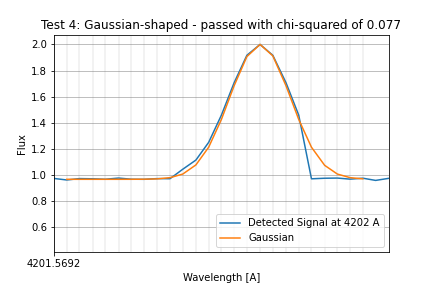 Test 4: Gaussian-shaped - passed with chi-squared of 0.077
2.0
1.8
1.6
1.4
1.2
1.0
0.8
0.6
Flux
Detected Signal at 4202 A
Gaussian
4201.5692
Wavelength [A]